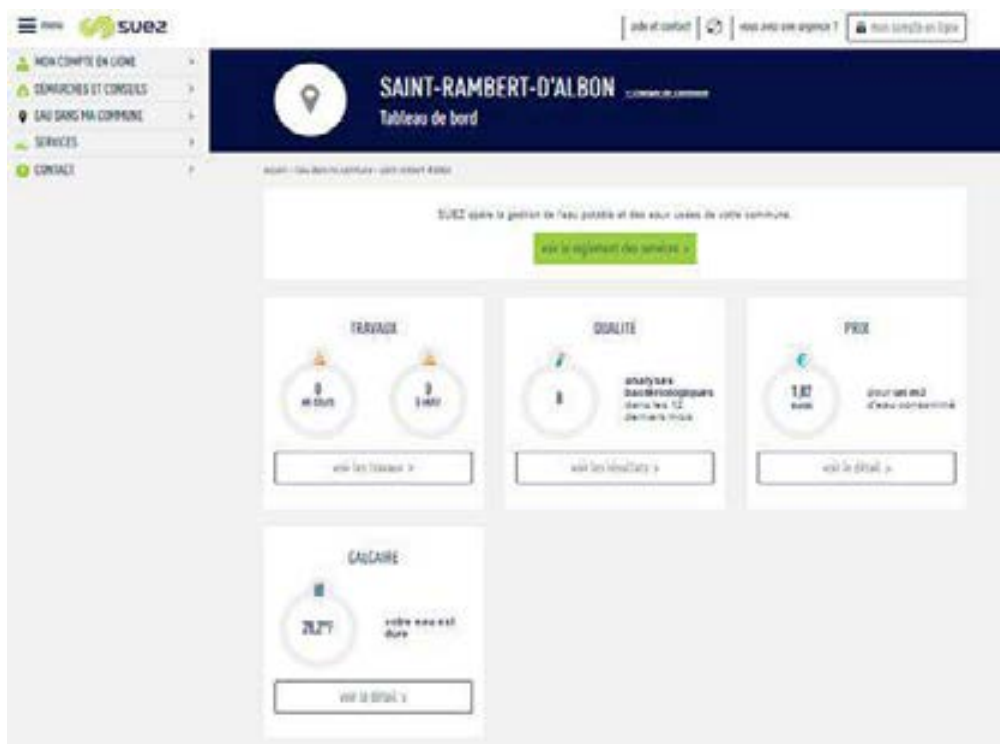 menu suez
aide et contact
vous avez une urgence ?
mon compte en ligne
MON COMPTE EN LIGNE
DÉMARCHES ET CONSEILS
EAU DANS MA COMMUNE
SERVICES
CONTACT
SAINT-RAMBERT-D'ALBON
Tableau de bord
SUEZ opère la gestion de l'eau potable et des eaux usées de votre commune.
voir le règlement des services >
TRAVAUX
0
en cours
0
à venir
voir les travaux >
QUALITÉ
analyses
bactériologiques
dans les 12
derniers mois
voir les résultats >
PRIX
€
1,82
euros
pour un m3
d'eau consommé
voir le détail >
CALCAIRE
votre eau est
dure
voir le détail >